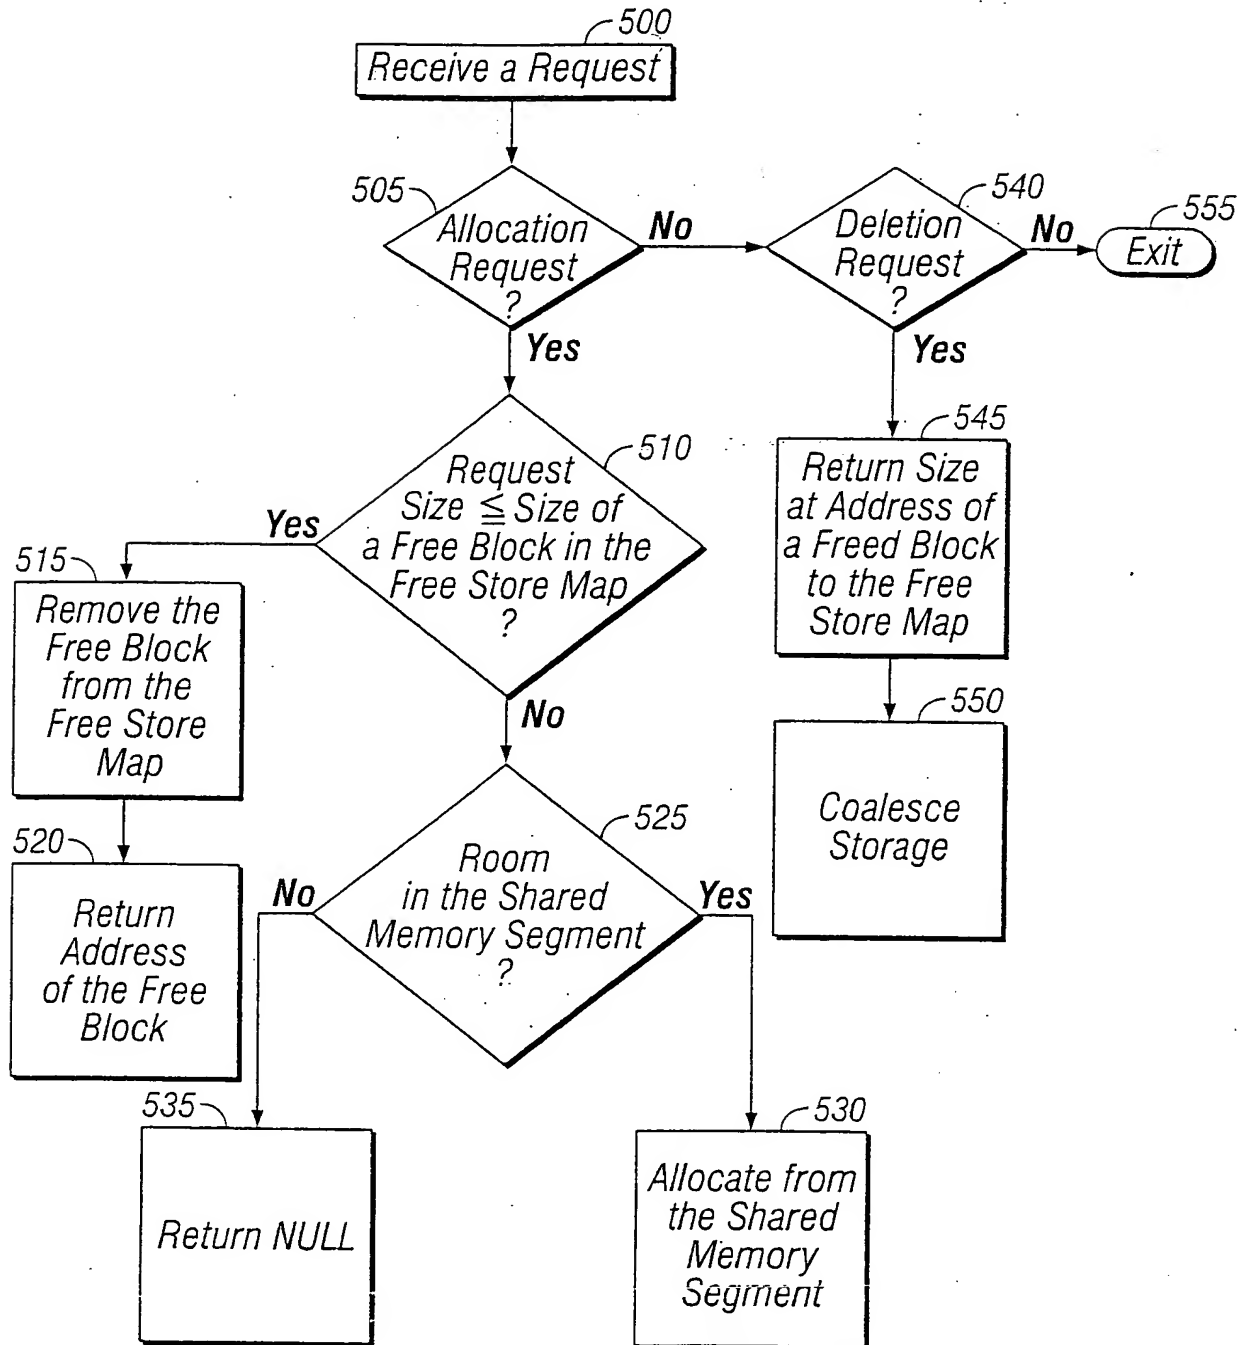 500
Receive a Request
505
Allocation
Request
?
No
Yes
540
Deletion
Request
?
No
Yes
555
Exit
510
Request
Size ≦ Size of
a Free Block in the
Free Store Map
?
Yes
No
515
Remove the
Free Block
from the
Free Store
Map
520
Return
Address
of the Free
Block
545
Return Size
at Address of
a Freed Block
to the Free
Store Map
550
Coalesce
Storage
525
Room
in the Shared
Memory Segment
?
No
Yes
535
Return NULL
530
Allocate from
the Shared
Memory
Segment